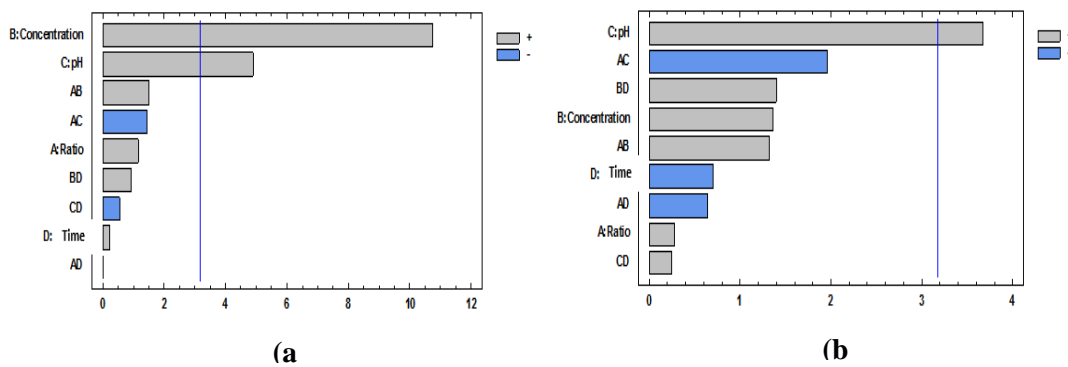 B:Concentration
C:pH
AB
AC
A:Ratio
BD
CD
D: Time
AD
0 2 4 6 8 10 12
+
-
(a
C:pH
AC
BD
B:Concentration
AB
D: Time
AD
A:Ratio
CD
0 1 2 3 4
(b